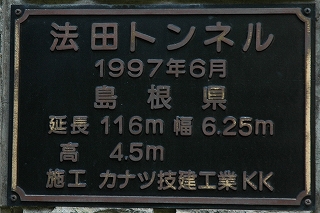 法田トンネル
1997年6月
島根県
延長 116m 幅 6.25m
高 4.5m
施工 カナツ技建工業KK